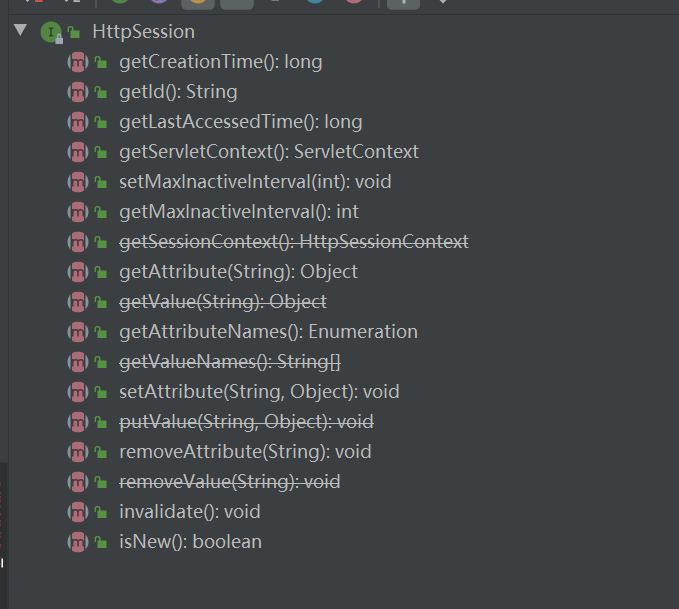 HttpSession
getCreationTime(): long
getId(): String
getLastAccessedTime(): long
getServletContext(): ServletContext
setMaxInactiveInterval(int): void
getMaxInactiveInterval(): int
getSessionContext(): HttpSessionContext
getAttribute(String): Object
getValue(String): Object
getAttributeNames(): Enumeration
getValueNames(): String[]
setAttribute(String, Object): void
putValue(String, Object): void
removeAttribute(String): void
removeValue(String): void
invalidate(): void
isNew(): boolean